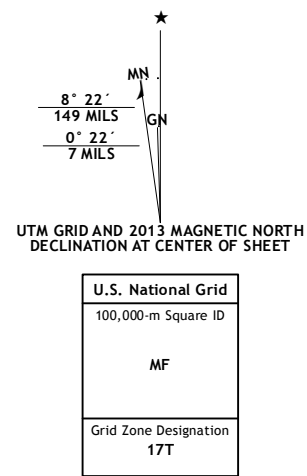 ★
MN
8° 22´
149 MILS
GN
0° 22´
7 MILS
UTM GRID AND 2013 MAGNETIC NORTH
DECLINATION AT CENTER OF SHEET
U.S. National Grid
100,000-m Square ID
MF
Grid Zone Designation
17T